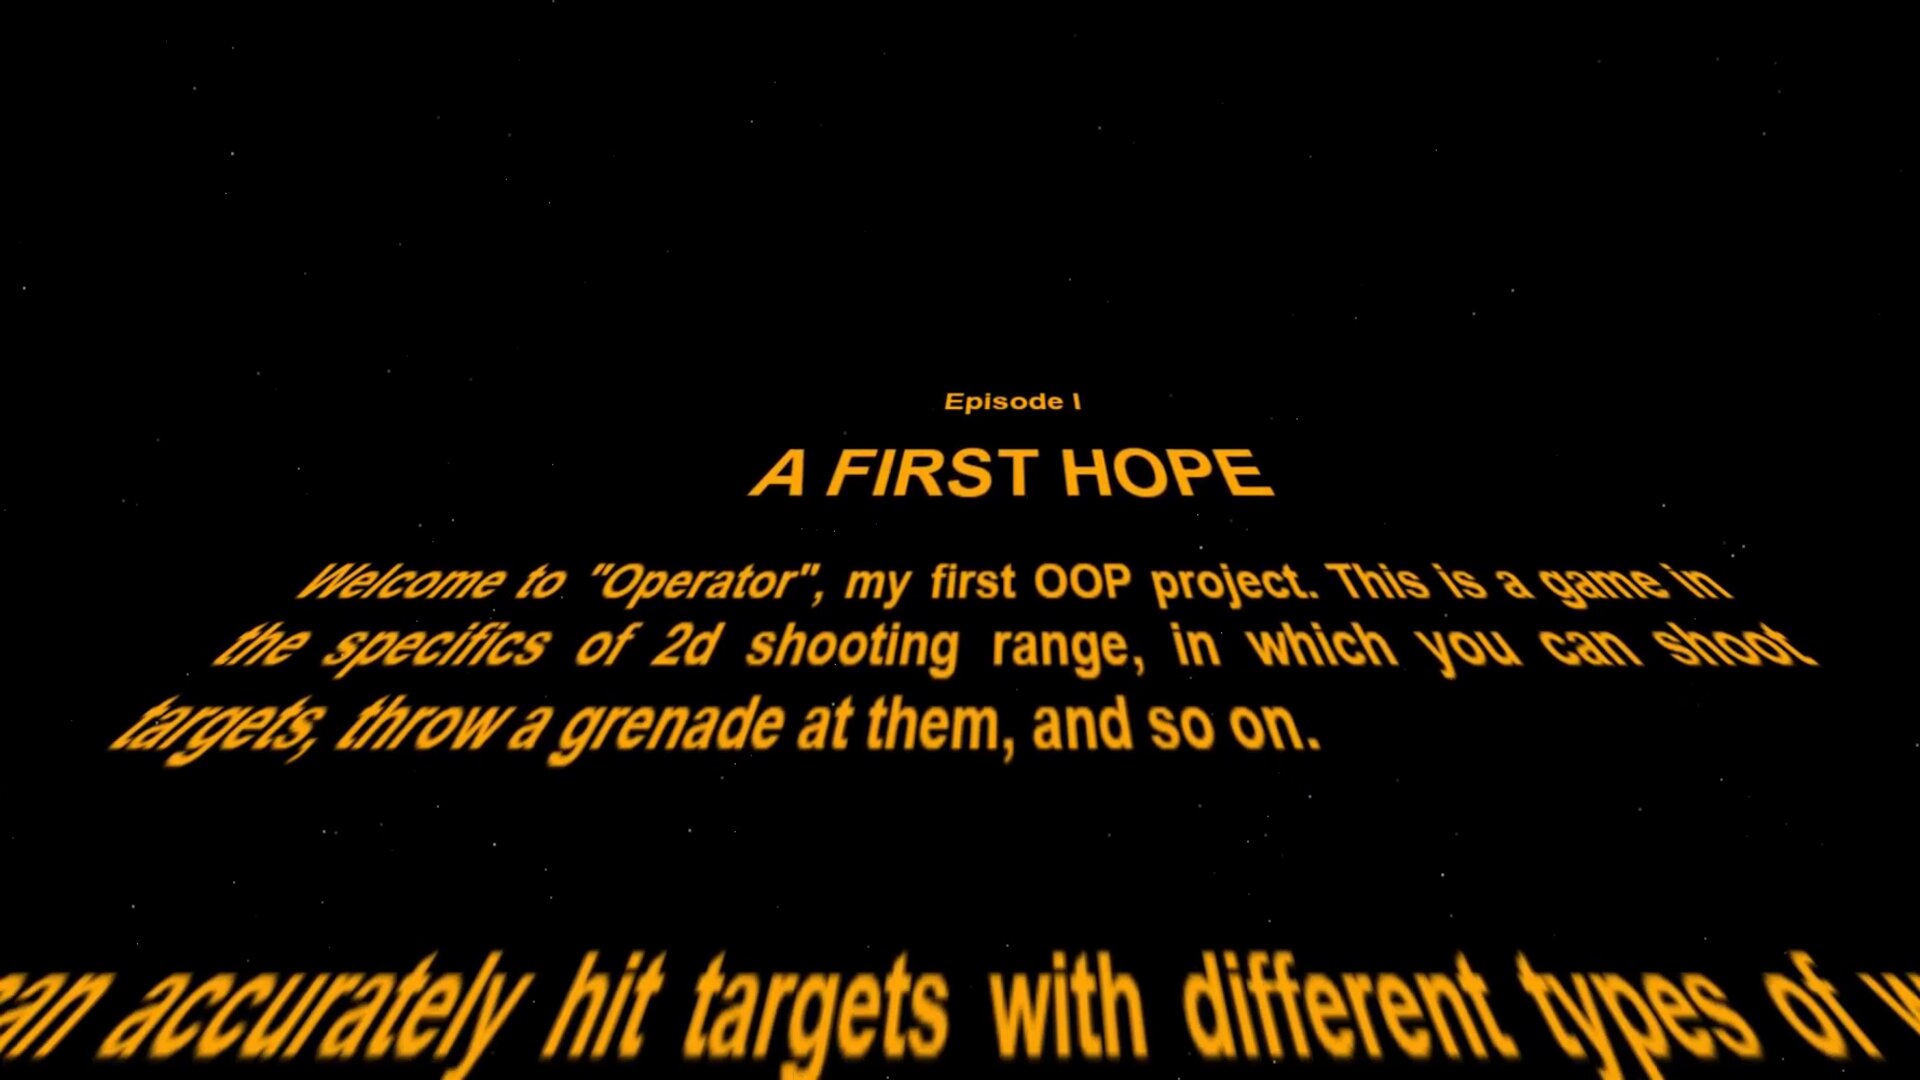 Episode I
A FIRST HOPE
Welcome to "Operator", my first OOP project. This is a game in
the specifics of 2d shooting range, in which you can shoot
targets, throw a grenade at them, and so on.
accurately hit targets with different types of